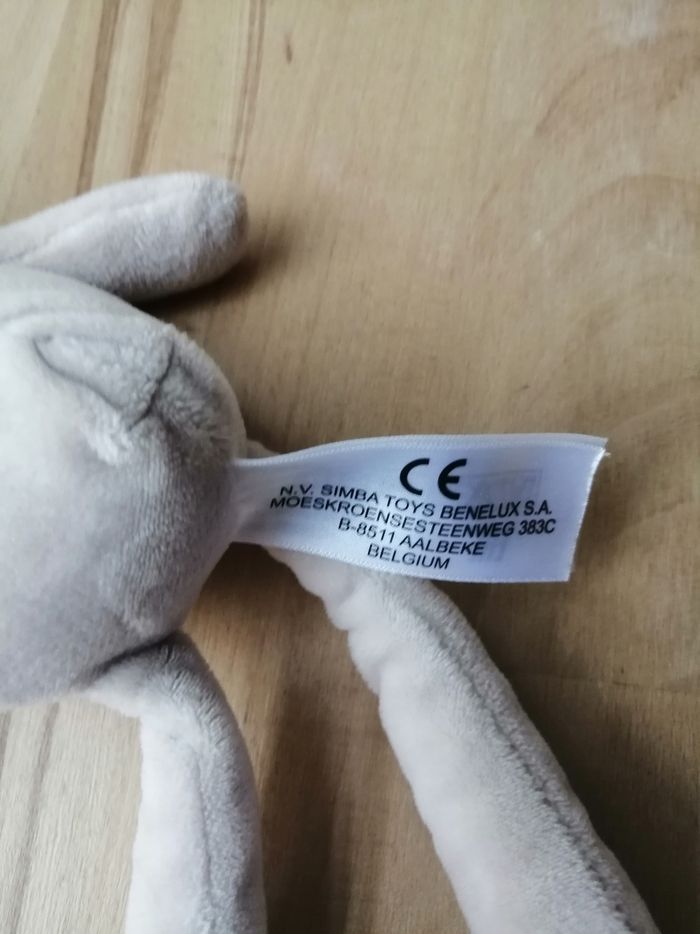 CE
N.V. SIMBA TOYS BENELUX S.A.
MOESKROENSESTEENWEG 383C
B-8511 AALBEKE
BELGIUM